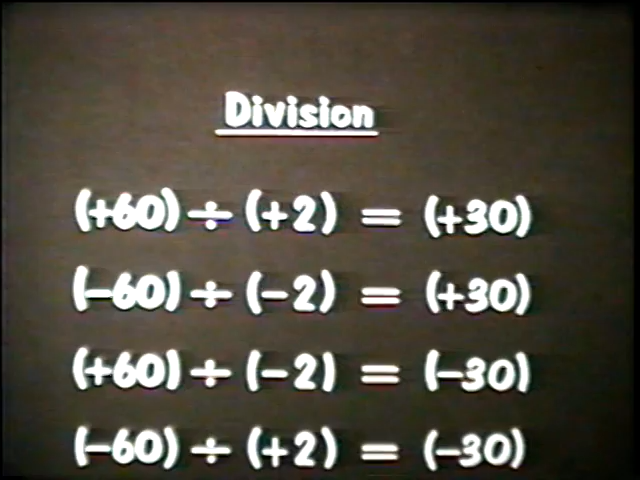 Division
(+60) ÷ (+2) = (+30)
(−60) ÷ (−2) = (+30)
(+60) ÷ (−2) = (−30)
(−60) ÷ (+2) = (−30)